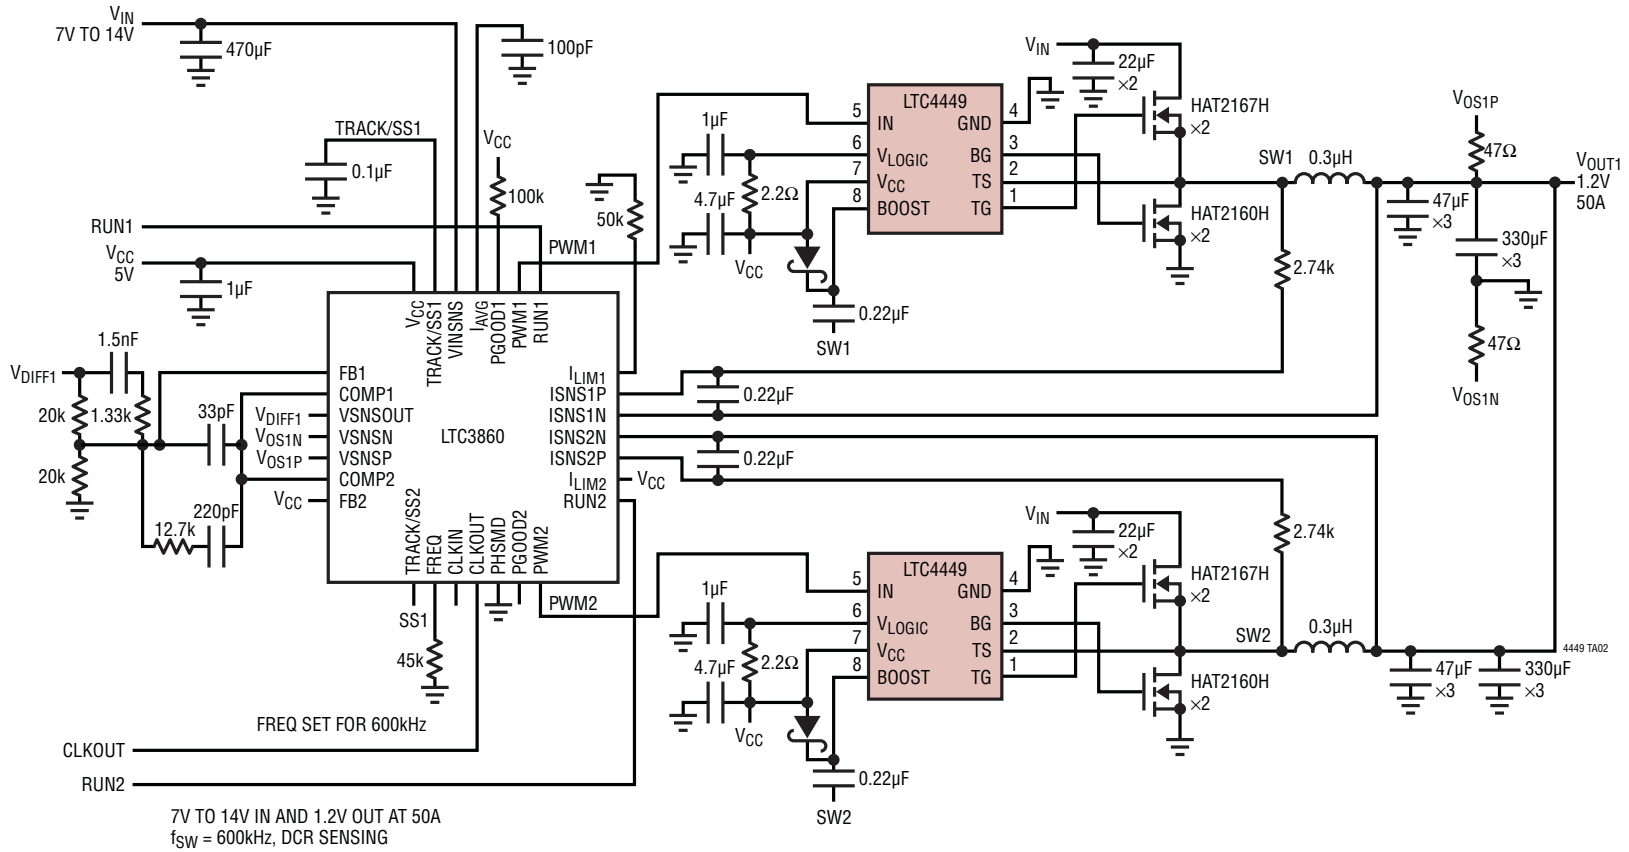 VIN
7V TO 14V
470µF
100pF
TRACK/SS1
0.1µF
VCC
100k
50k
RUN1
VCC
5V
1µF
PWM1
VCC
TRACK/SS1
VINSNS
IAVG
PGOOD1
PWM1
RUN1
1.5nF
VDIFF1
20k
1.33k
33pF
20k
12.7k
220pF
VDIFF1
VOS1N
VOS1P
VCC
FB1
COMP1
VSNSOUT
VSNSN
VSNSP
COMP2
FB2
LTC3860
ILIM1
ISNS1P
ISNS1N
ISNS2N
ISNS2P
ILIM2
RUN2
VCC
TRACK/SS2
FREQ
CLKIN
CLKOUT
PHSMD
PGOOD2
PWM2
SS1
45k
PWM2
FREQ SET FOR 600kHz
CLKOUT
RUN2
7V TO 14V IN AND 1.2V OUT AT 50A
fSW = 600kHz, DCR SENSING
1µF
4.7µF
2.2Ω
VCC
0.22µF
SW1
5
6
7
8
LTC4449
IN
VLOGIC
VCC
BOOST
GND
BG
TS
TG
4
3
2
1
VIN
22µF
×2
HAT2167H
×2
HAT2160H
×2
SW1
0.3µH
2.74k
VOS1P
47Ω
VOUT1
1.2V
50A
47µF
×3
330µF
×3
47Ω
VOS1N
0.22µF
0.22µF
1µF
4.7µF
2.2Ω
VCC
0.22µF
SW2
5
6
7
8
LTC4449
IN
VLOGIC
VCC
BOOST
GND
BG
TS
TG
4
3
2
1
VIN
22µF
×2
HAT2167H
×2
HAT2160H
×2
2.74k
SW2
0.3µH
47µF
×3
330µF
×3
4449 TA02